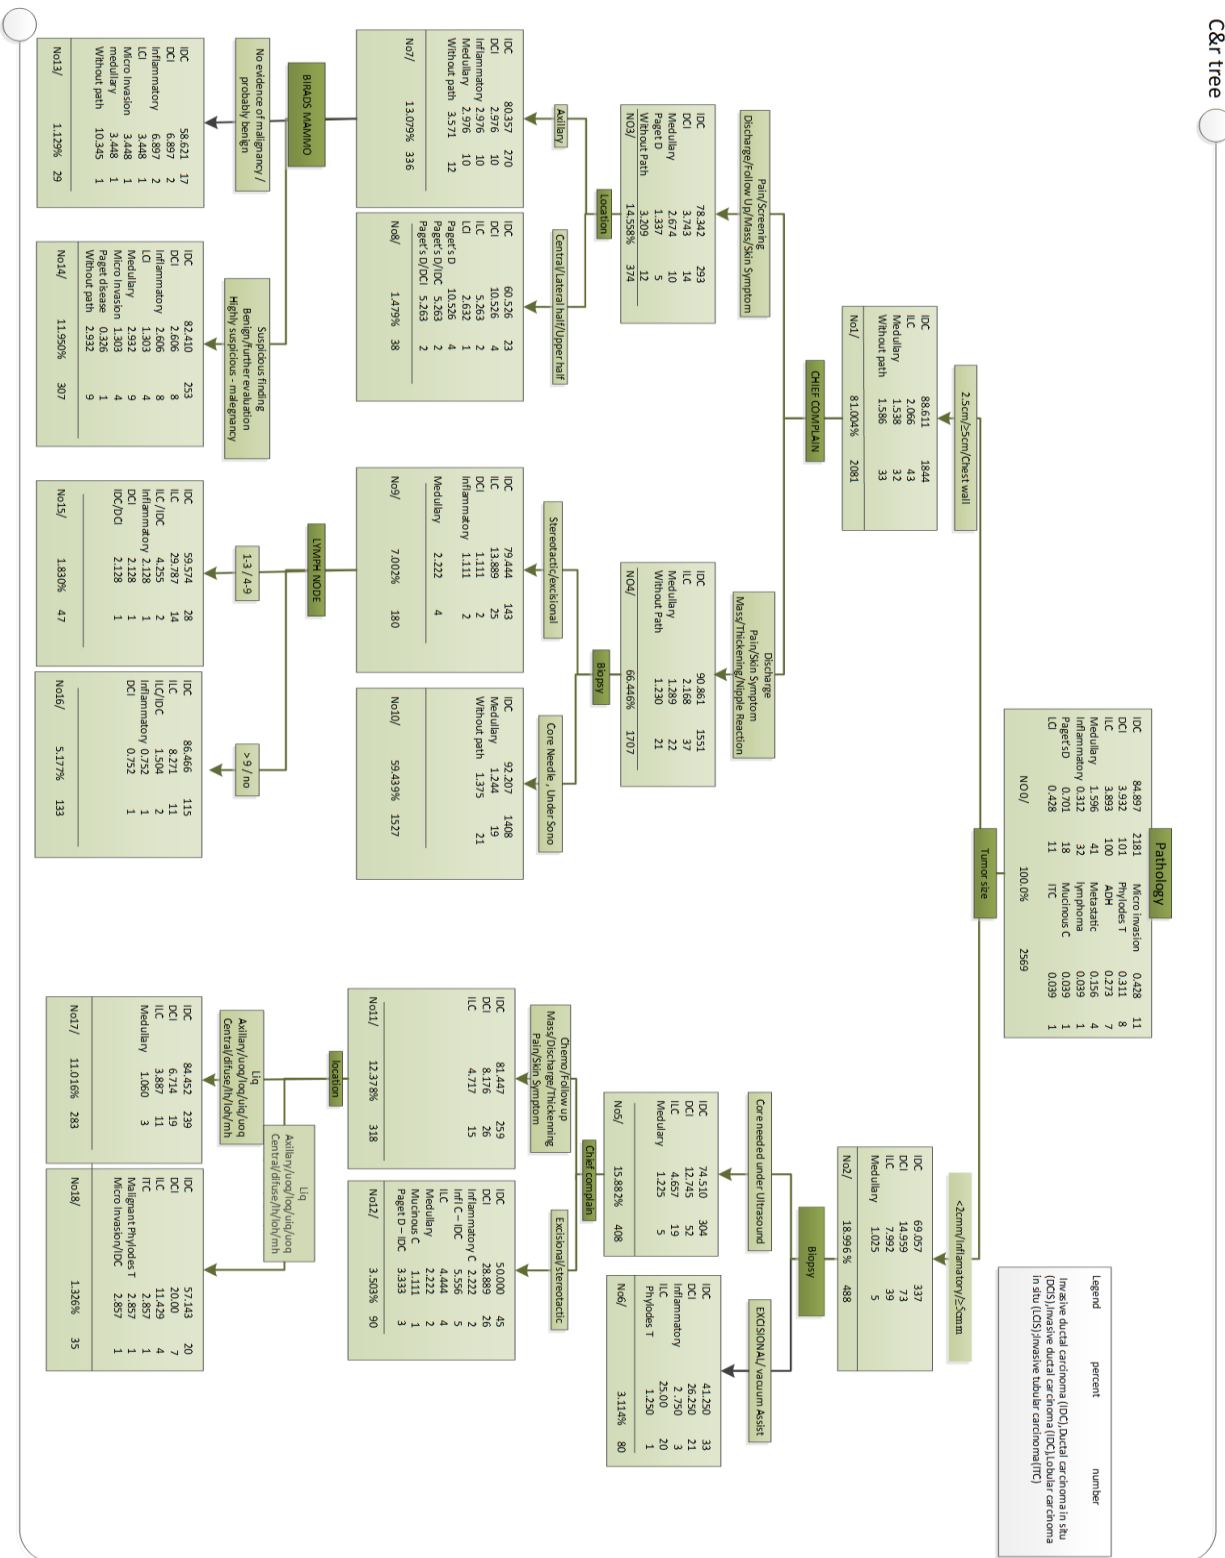 C&r tree
Pathology
IDC 84.897 2181 Micro invasion 0.428 11
DCI 3.932 101 Phylodes T 0.311 8
ILC 3.893 100 ADH 0.273 7
Medullary 1.596 41 Metastatic 0.156 4
Inflammatory 0.312 32 lymphoma 0.039 1
Paget'sD 0.701 18 Mucinous C 0.039 1
LCI 0.428 11 ITC 0.039 1
NO 0/ 100.0% 2569
Legend percent number
Invasive ductal carcinoma (IDC),Ductal carcinoma in situ
(DCIS),Invasive ductal carcinoma (IDC),Lobular carcinoma
in situ (LCIS);Invasive tubular carcinoma(ITC)
Tumor size
2.5cm/≥5cm/Chest wall
<2cmm/Inflamatory/≥5cmm
IDC 88.611 1844
ILC 2.066 43
Medullary 1.538 32
Without path 1.586 33
No1/ 81.004% 2081
IDC 69.057 337
DCI 14.959 73
ILC 7.992 39
Medullary 1.025 5
No2/ 18.996 % 488
CHIEF COMPLAIN
Biopsy
Pain/Screening
Discharge/Follow Up/Mass/Skin Symptom
Discharge
Pain/Skin Symptom
Mass/Thickening/Nipple Reaction
Core needed under Ultrasound
EXCISIONAL/ vacuum Assist
IDC 78.342 293
DCI 3.743 14
Medullary 2.674 10
Paget D 1.337 5
Without Path 3.209 12
NO3/ 14.558% 374
IDC 90.861 1551
ILC 2.168 37
Medullary 1.289 22
Without Path 1.230 21
NO4/ 66.446% 1707
IDC 74.510 304
DCI 12.745 52
ILC 4.657 19
Medulary 1.225 5
No5/ 15.882% 408
IDC 41.250 33
DCI 26.250 21
Inflammatory 2 .750 3
ILC 25.00 20
Phylodes T 1.250 1
No6/ 3.114% 80
Location
Biopsy
Chief complain
Axillary
Central/Lateral half/Upper half
Stereotactic/excisional
Core Needle , Under Sono
Chemo/Follow up
Mass/Discharge/Thickenning
Pain/Skin Symptom
Excisional/stereotactic
IDC 80.357 270
DCI 2.976 10
Inflammatory 2.976 10
Medullary 2.976 10
Without path 3.571 12
No7/ 13.079% 336
IDC 60.526 23
DCI 10.526 4
ILC 5.263 2
LCI 2.632 1
Paget's D 10.526 4
Paget's D/IDC 5.263 2
Paget's D/DCI 5.263 2
No8/ 1.479% 38
IDC 79.444 143
ILC 13.889 25
DCI 1.111 2
Inflammatory 1.111 2
Medullary 2.222 4
No9/ 7.002% 180
IDC 92.207 1408
Medullary 1.244 19
Without path 1.375 21
No10/ 59.439% 1527
IDC 81.447 259
DCI 8.176 26
ILC 4.717 15
No11/ 12.378% 318
IDC 50.000 45
DCI 28.889 26
Inflammatory C 2.222 2
Infl C – IDC 5.556 5
ILC 4.444 4
Medullary 2.222 2
Mucinous C 1.111 1
Paget D – IDC 3.333 3
No12/ 3.503% 90
BIRADS MAMMO
LYMPH NODE
location
No evidence of malignancy /
probably benign
Suspicious finding
Benign/further evaluation
Highly suspicious - malegnancy
1-3 / 4-9
> 9 / no
Liq
Axillary/uoq/loq/uiq/uoq
Central/difuse/lh/loh/mh
Liq
Axillary/uoq/loq/uiq/uoq
Central/difuse/lh/loh/mh
IDC 58.621 17
DCI 6.897 2
Inflammatory 6.897 2
LCI 3.448 1
Micro Invasion 3.448 1
medullary 3.448 1
Without path 10.345 1
No13/ 1.129% 29
IDC 82.410 253
DCI 2.606 8
Inflammatory 2.606 8
LCI 1.303 4
Medullary 2.932 9
Micro Invasion 1.303 4
Paget disease 0.326 1
Without path 2.932 9
No14/ 11.950% 307
IDC 59.574 28
ILC 29.787 14
ILC / IDC 4.255 2
Inflammatory 2.128 1
DCI 2.128 1
IDC/DCI 2.128 1
No15/ 1.830% 47
IDC 86.466 115
ILC 8.271 11
ILC/IDC 1.504 2
Inflammatory 0.752 1
DCI 0.752 1
No16/ 5.177% 133
IDC 84.452 239
DCI 6.714 19
ILC 3.887 11
Medullary 1.060 3
No17/ 11.016% 283
IDC 57.143 20
DCI 20.00 7
ILC 11.429 4
ITC 2.857 1
Malignant Phylodes T 2.857 1
Micro Invasion/IDC 2.857 1
No18/ 1.326% 35